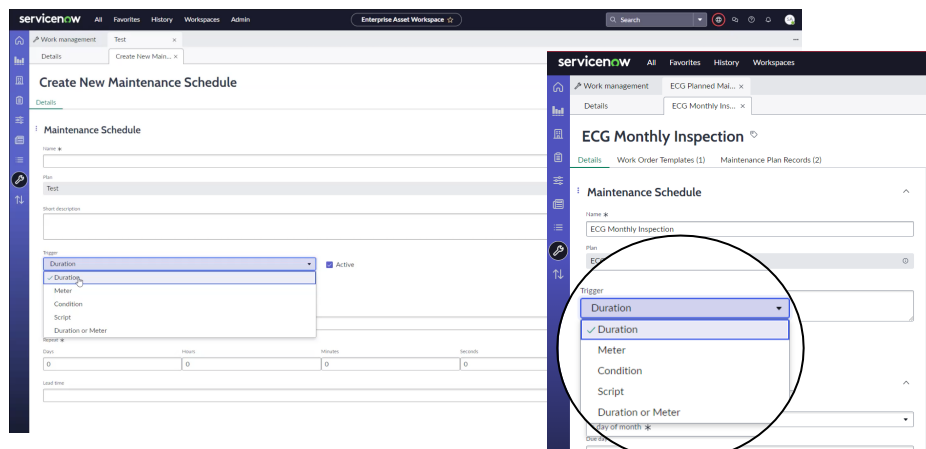 servicenow All Favorites History Workspaces Admin Enterprise Asset Workspace ☆ Search
Work management Test ×
Details Create New Main... ×
Create New Maintenance Schedule
Details
Maintenance Schedule
Name *
Plan
Test
Short description
Trigger
Duration
Active
✓ Duration
Meter
Condition
Script
Duration or Meter
Repeat *
Days Hours Minutes Seconds
0 0 0 0
Lead time
servicenow All Favorites History Workspaces
Work management ECG Planned Mai... ×
Details ECG Monthly Ins... ×
ECG Monthly Inspection
Details Work Order Templates (1) Maintenance Plan Records (2)
Maintenance Schedule
Name *
ECG Monthly Inspection
Plan
Trigger
Duration
✓ Duration
Meter
Condition
Script
Duration or Meter
day of month *